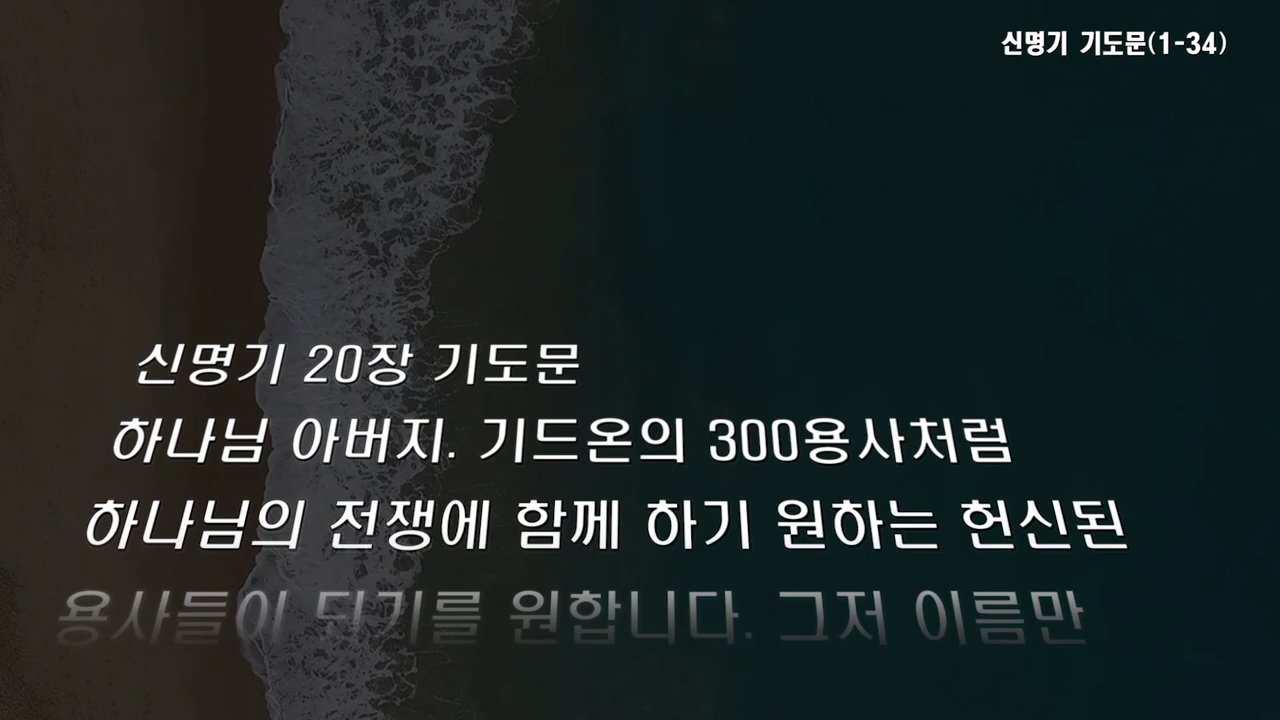 신명기 기도문(1-34)
신명기 20장 기도문
하나님 아버지. 기드온의 300용사처럼
하나님의 전쟁에 함께 하기 원하는 헌신된
용사들이 되기를 원합니다. 그저 이름만